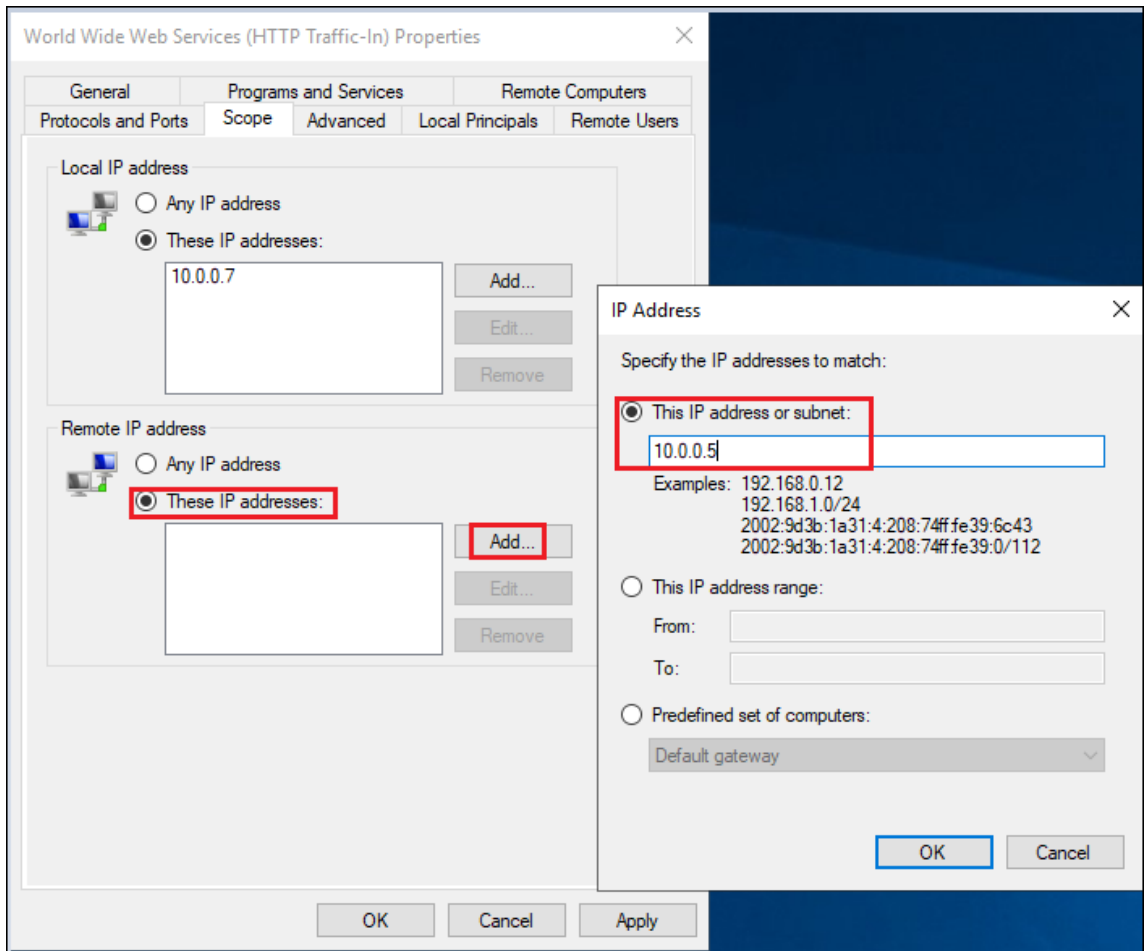 World Wide Web Services (HTTP Traffic-In) Properties
General
Programs and Services
Remote Computers
Protocols and Ports
Scope
Advanced
Local Principals
Remote Users
Local IP address
Any IP address
These IP addresses:
10.0.0.7
Add...
Edit...
Remove
Remote IP address
Any IP address
These IP addresses:
Add...
Edit...
Remove
OK
Cancel
Apply
IP Address
Specify the IP addresses to match:
This IP address or subnet:
10.0.0.5
Examples: 192.168.0.12
192.168.1.0/24
2002:9d3b:1a31:4:208:74ff:fe39:6c43
2002:9d3b:1a31:4:208:74ff:fe39:0/112
This IP address range:
From:
To:
Predefined set of computers:
Default gateway
OK
Cancel